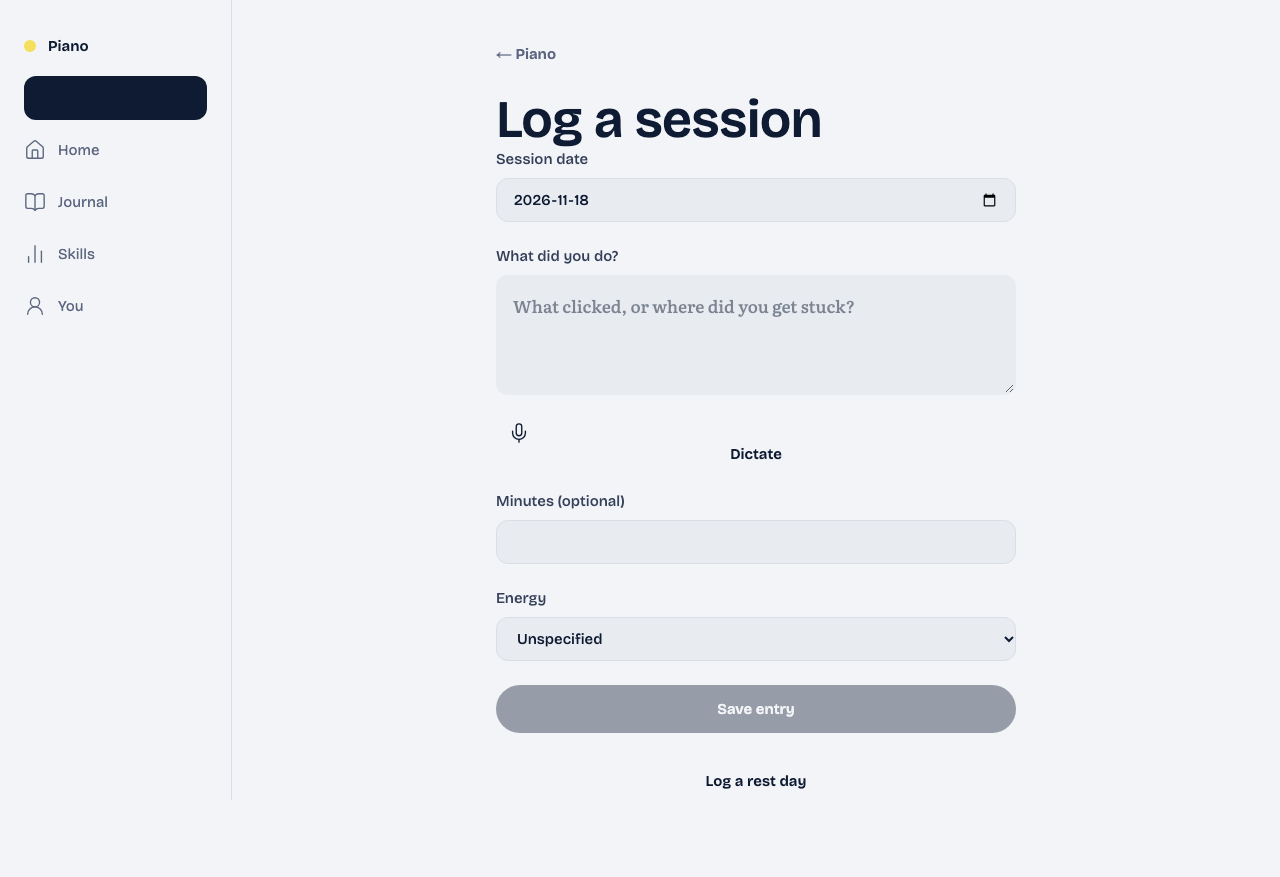 Piano
Home
Journal
Skills
You
← Piano
Log a session
Session date
2026-11-18
What did you do?
What clicked, or where did you get stuck?
Dictate
Minutes (optional)
Energy
Unspecified
Save entry
Log a rest day